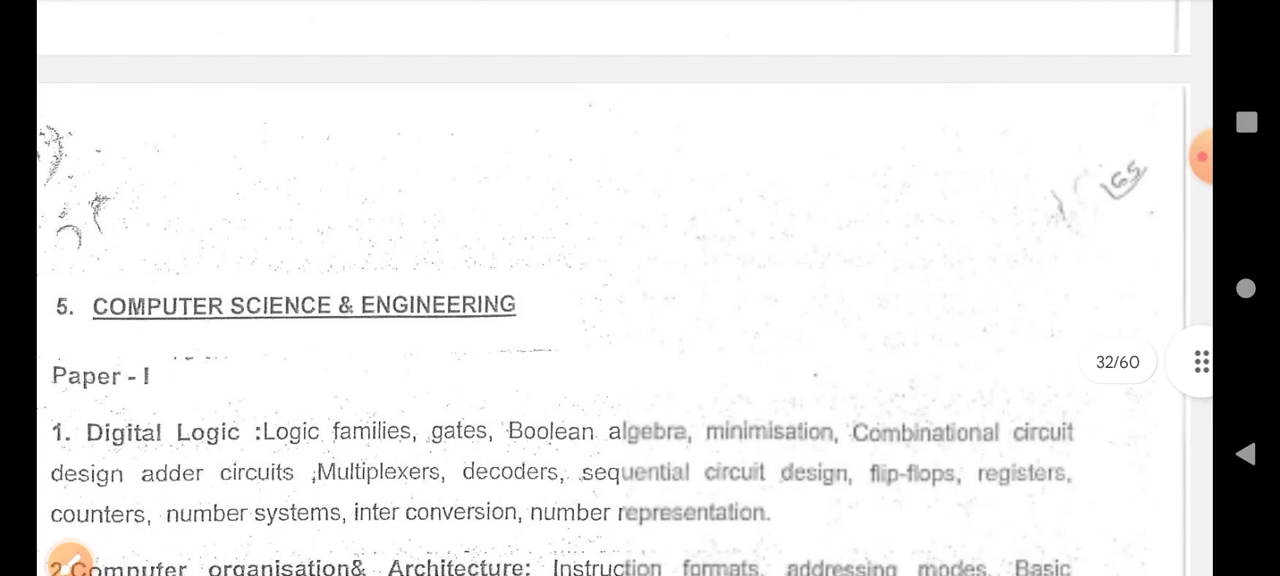 165
5. COMPUTER SCIENCE & ENGINEERING
32/60
Paper - I
1. Digital Logic :Logic families, gates, Boolean algebra, minimisation, Combinational circuit
design adder circuits ,Multiplexers, decoders, sequential circuit design, flip-flops, registers,
counters, number systems, inter conversion, number representation.
2.Computer organisation& Architecture: Instruction formats, addressing modes, Basic